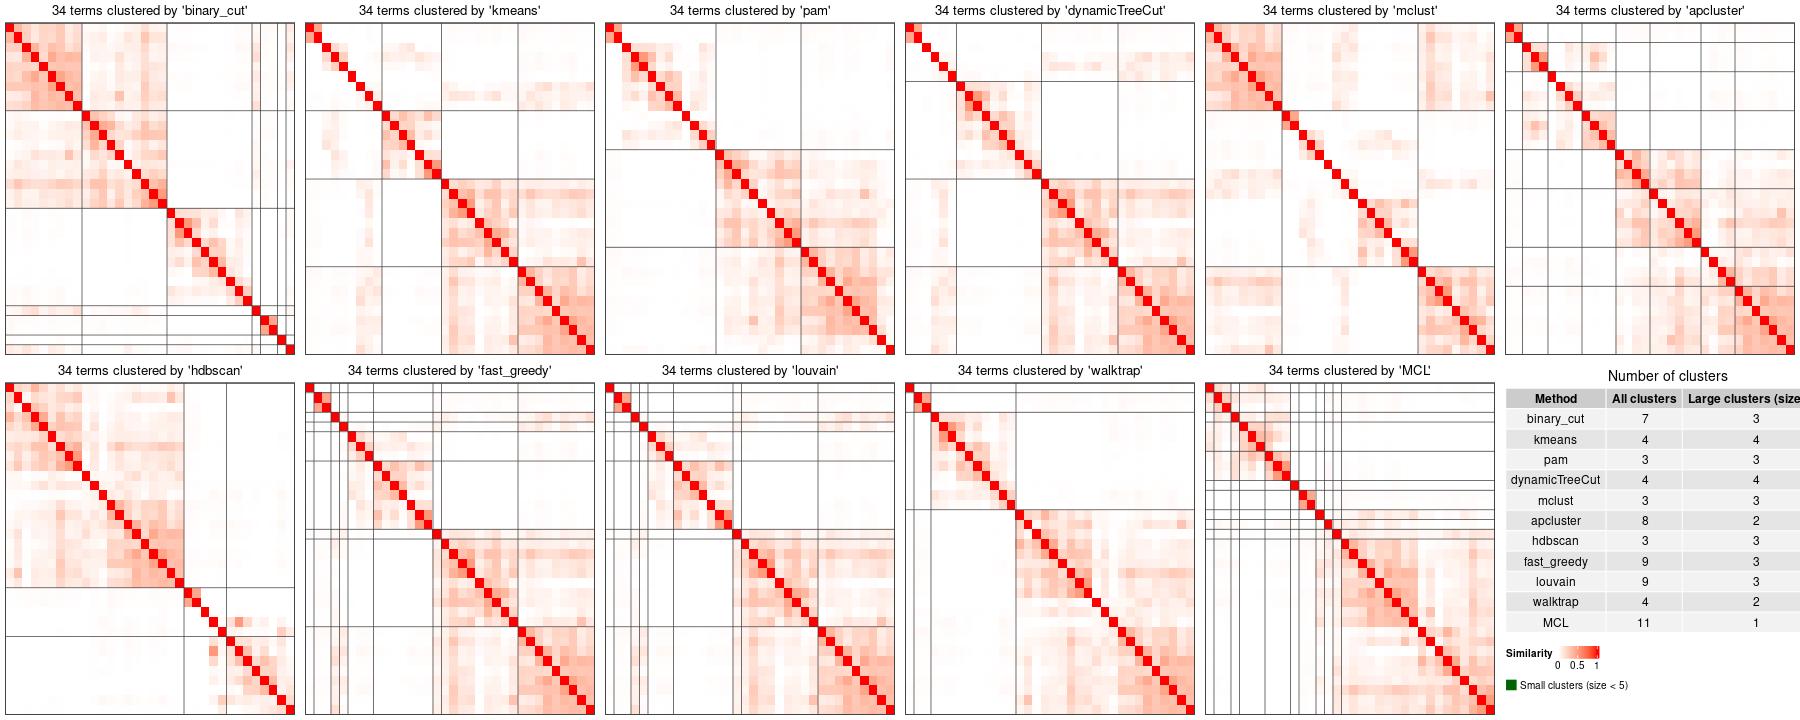 34 terms clustered by 'binary_cut'
34 terms clustered by 'kmeans'
34 terms clustered by 'pam'
34 terms clustered by 'dynamicTreeCut'
34 terms clustered by 'mclust'
34 terms clustered by 'apcluster'
34 terms clustered by 'hdbscan'
34 terms clustered by 'fast_greedy'
34 terms clustered by 'louvain'
34 terms clustered by 'walktrap'
34 terms clustered by 'MCL'
Number of clusters
Method All clusters Large clusters (size
binary_cut 7 3
kmeans 4 4
pam 3 3
dynamicTreeCut 4 4
mclust 3 3
apcluster 8 2
hdbscan 3 3
fast_greedy 9 3
louvain 9 3
walktrap 4 2
MCL 11 1
Similarity
0 0.5 1
Small clusters (size < 5)